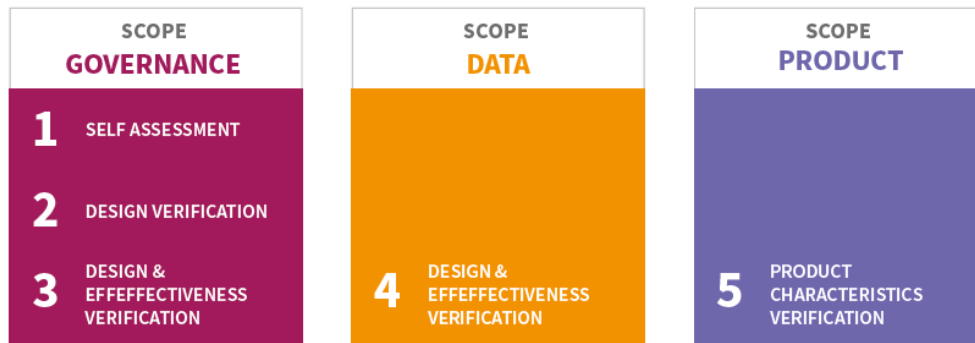 SCOPE
GOVERNANCE
1 SELF ASSESSMENT
2 DESIGN VERIFICATION
3 DESIGN &
EFFEFFECTIVENESS
VERIFICATION
SCOPE
DATA
4 DESIGN &
EFFEFFECTIVENESS
VERIFICATION
SCOPE
PRODUCT
5 PRODUCT
CHARACTERISTICS
VERIFICATION